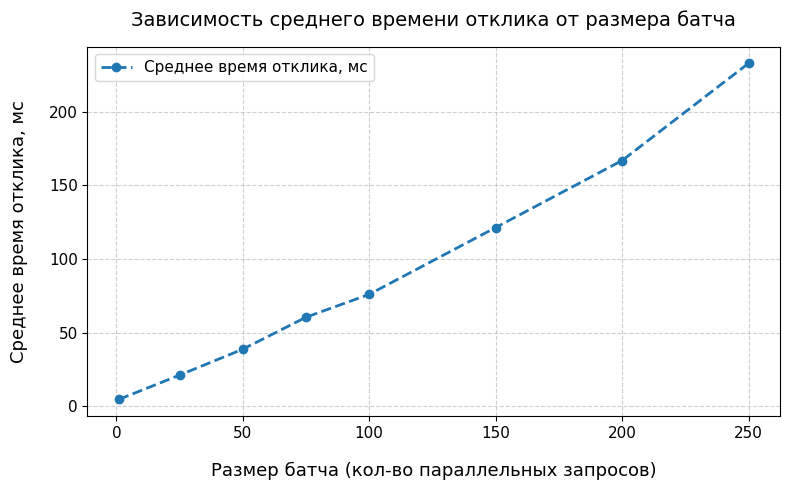 Зависимость среднего времени отклика от размера батча
Среднее время отклика, мс
Среднее время отклика, мс
200
150
100
50
0
0 50 100 150 200 250
Размер батча (кол-во параллельных запросов)